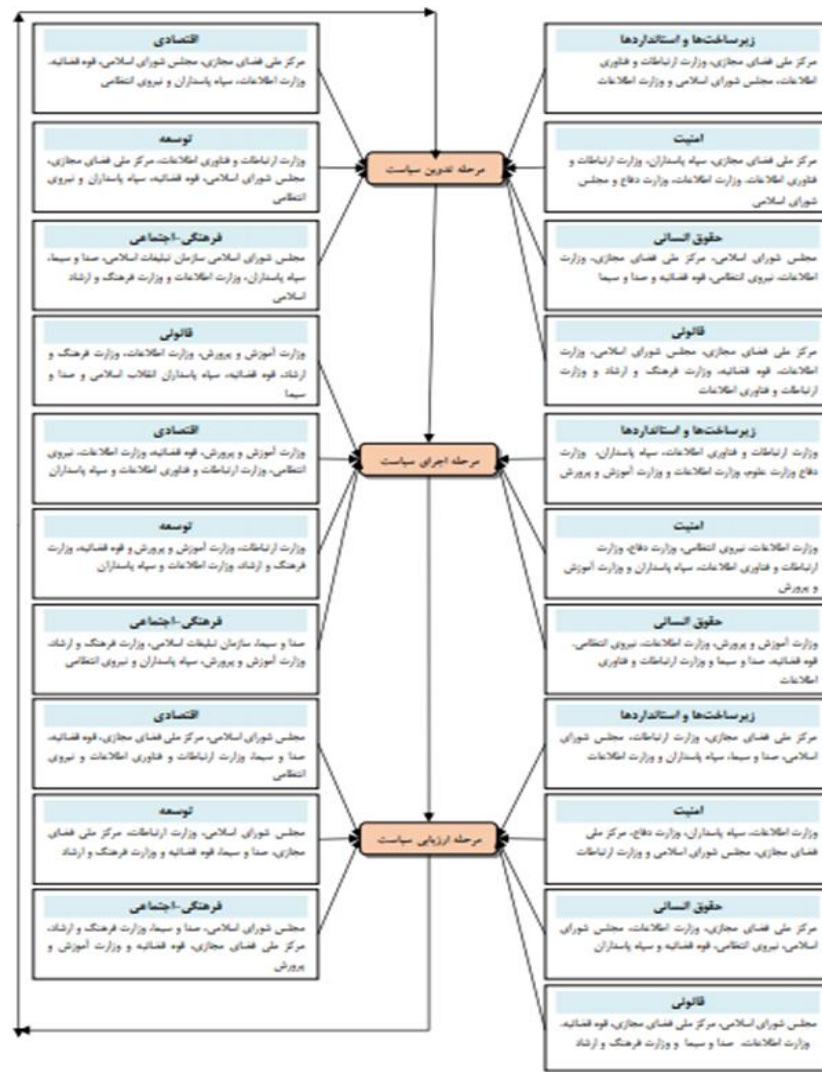 زیرساخت‌ها و استانداردها
مرکز ملی فضای مجازی، وزارت ارتباطات و فناوری
اطلاعات، مجلس شورای اسلامی و وزارت اطلاعات
امنیت
مرکز ملی فضای مجازی، سپاه پاسداران، وزارت ارتباطات و
فناوری اطلاعات، وزارت اطلاعات، وزارت دفاع و مجلس
شورای اسلامی
حقوق انسانی
مجلس شورای اسلامی، مرکز ملی فضای مجازی، وزارت
اطلاعات، نیروی انتظامی، قوه قضائیه و صدا و سیما
قانونی
مرکز ملی فضای مجازی، مجلس شورای اسلامی، وزارت
اطلاعات، قوه قضائیه، وزارت فرهنگ و ارشاد و وزارت
ارتباطات و فناوری اطلاعات
مرحله تدوین سیاست
اقتصادی
مرکز ملی فضای مجازی، مجلس شورای اسلامی، قوه قضائیه،
وزارت اطلاعات، سپاه پاسداران و نیروی انتظامی
توسعه
وزارت ارتباطات و فناوری اطلاعات، مرکز ملی فضای مجازی،
مجلس شورای اسلامی، قوه قضائیه، سپاه پاسداران و نیروی
انتظامی
فرهنگی-اجتماعی
مجلس شورای اسلامی سازمان تبلیغات اسلامی، صدا و سیما،
سپاه پاسداران، وزارت اطلاعات و وزارت فرهنگ و ارشاد
اسلامی
زیرساخت‌ها و استانداردها
وزارت ارتباطات و فناوری اطلاعات، سپاه پاسداران، وزارت
دفاع وزارت علوم، وزارت اطلاعات و وزارت آموزش و پرورش
امنیت
وزارت اطلاعات، نیروی انتظامی، وزارت دفاع، وزارت
ارتباطات و فناوری اطلاعات، سپاه پاسداران و وزارت آموزش
و پرورش
حقوق انسانی
وزارت آموزش و پرورش، وزارت اطلاعات، نیروی انتظامی،
قوه قضائیه، صدا و سیما و وزارت ارتباطات و فناوری
اطلاعات
مرحله اجرای سیاست
قانونی
وزارت آموزش و پرورش، وزارت اطلاعات، وزارت فرهنگ و
ارشاد، قوه قضائیه، سپاه پاسداران انقلاب اسلامی و صدا و
سیما
اقتصادی
وزارت آموزش و پرورش، قوه قضائیه، وزارت اطلاعات، نیروی
انتظامی، وزارت ارتباطات و فناوری اطلاعات و سپاه پاسداران
توسعه
وزارت ارتباطات، وزارت آموزش و پرورش و قوه قضائیه، وزارت
فرهنگ و ارشاد، وزارت اطلاعات و سپاه پاسداران
فرهنگی-اجتماعی
صدا و سیما، سازمان تبلیغات اسلامی، وزارت فرهنگ و ارشاد،
وزارت آموزش و پرورش، سپاه پاسداران و نیروی انتظامی
زیرساخت‌ها و استانداردها
مرکز ملی فضای مجازی، وزارت ارتباطات، مجلس شورای
اسلامی، صدا و سیما، سپاه پاسداران و وزارت اطلاعات
امنیت
وزارت اطلاعات، سپاه پاسداران، وزارت دفاع، مرکز ملی
فضای مجازی، مجلس شورای اسلامی و وزارت ارتباطات
حقوق انسانی
مرکز ملی فضای مجازی، وزارت اطلاعات، مجلس شورای
اسلامی، نیروی انتظامی، قوه قضائیه و سپاه پاسداران
قانونی
مجلس شورای اسلامی، مرکز ملی فضای مجازی، قوه قضائیه،
وزارت اطلاعات، صدا و سیما و وزارت فرهنگ و ارشاد
مرحله ارزیابی سیاست
اقتصادی
مجلس شورای اسلامی، مرکز ملی فضای مجازی، قوه قضائیه،
صدا و سیما، وزارت ارتباطات و فناوری اطلاعات و نیروی
انتظامی
توسعه
مجلس شورای اسلامی، وزارت ارتباطات، مرکز ملی فضای
مجازی، صدا و سیما، قوه قضائیه و وزارت فرهنگ و ارشاد
فرهنگی-اجتماعی
مجلس شورای اسلامی، صدا و سیما، وزارت فرهنگ و ارشاد،
مرکز ملی فضای مجازی، قوه قضائیه و وزارت آموزش و
پرورش